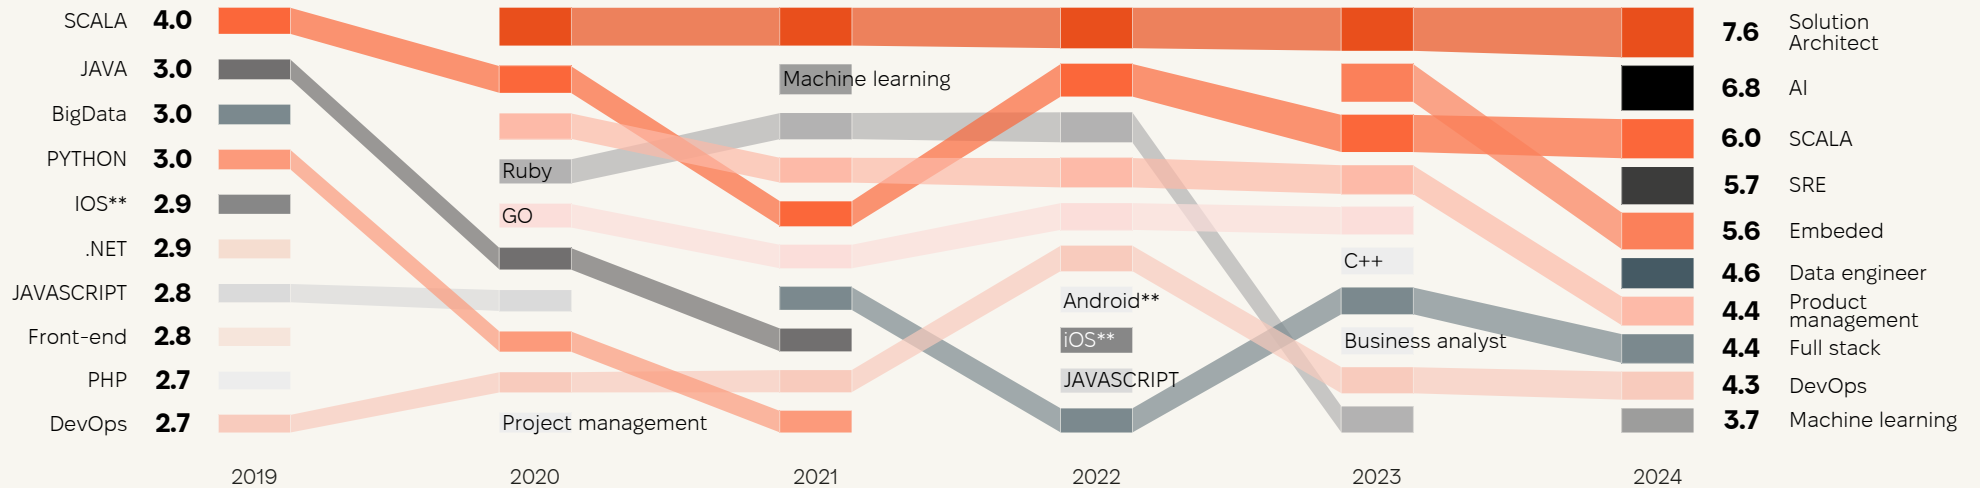 SCALA 4.0
JAVA 3.0
BigData 3.0
PYTHON 3.0
IOS** 2.9
.NET 2.9
JAVASCRIPT 2.8
Front-end 2.8
PHP 2.7
DevOps 2.7
Ruby
GO
Project management
Machine learning
Android**
iOS**
JAVASCRIPT
C++
Business analyst
7.6 Solution
Architect
6.8 AI
6.0 SCALA
5.7 SRE
5.6 Embeded
4.6 Data engineer
4.4 Product
management
4.4 Full stack
4.3 DevOps
3.7 Machine learning
2019 2020 2021 2022 2023 2024